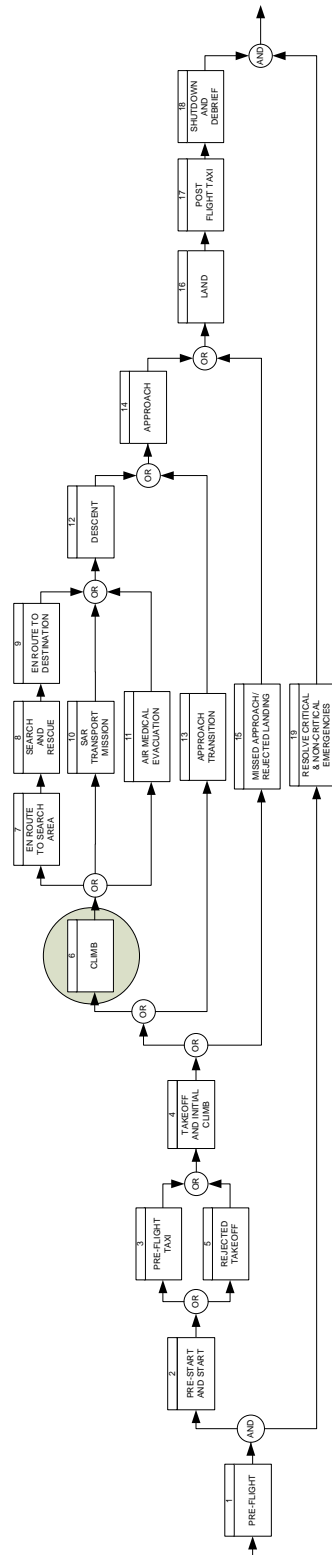 1
PRE-FLIGHT
AND
2
PRE-START
AND START
OR
3
PRE-FLIGHT
TAXI
5
REJECTED
TAKEOFF
OR
4
TAKEOFF
AND INITIAL
CLIMB
OR
OR
6
CLIMB
OR
7
EN ROUTE
TO SEARCH
AREA
8
SEARCH
AND
RESCUE
9
EN ROUTE TO
DESTINATION
10
SAR
TRANSPORT
MISSION
11
AIR MEDICAL
EVACUATION
OR
12
DESCENT
13
APPROACH
TRANSITION
OR
14
APPROACH
15
MISSED APPROACH/
REJECTED LANDING
OR
16
LAND
17
POST
FLIGHT TAXI
18
SHUTDOWN
AND
DEBRIEF
19
RESOLVE CRITICAL
& NON-CRITICAL
EMERGENCIES
AND